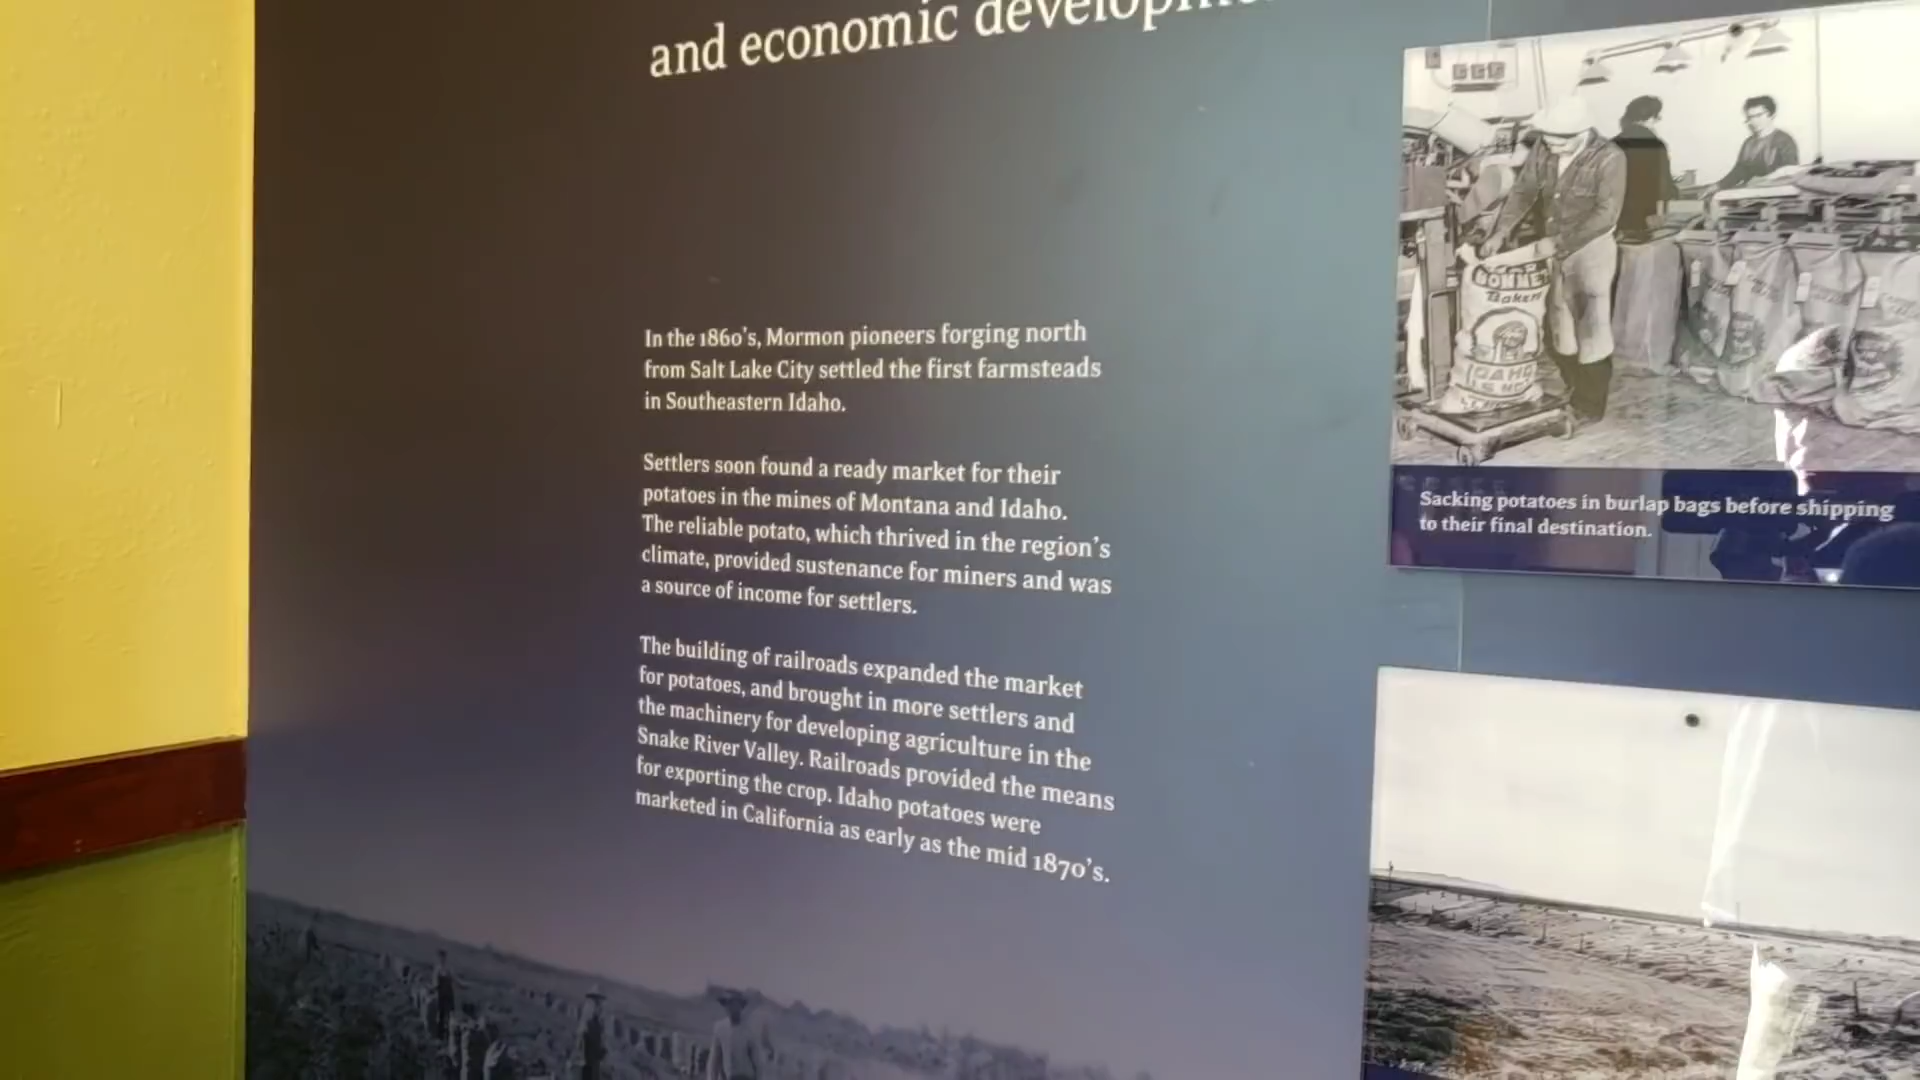 and economic
In the 1860's, Mormon pioneers forging north
from Salt Lake City settled the first farmsteads
in Southeastern Idaho.
Settlers soon found a ready market for their
potatoes in the mines of Montana and Idaho.
The reliable potato, which thrived in the region's
climate, provided sustenance for miners and was
a source of income for settlers.
The building of railroads expanded the market
for potatoes, and brought in more settlers and
the machinery for developing agriculture in the
Snake River Valley. Railroads provided the means
for exporting the crop. Idaho potatoes were
marketed in California as early as the mid 1870's.
Sacking potatoes in burlap bags before shipping
to their final destination.
IDAHO